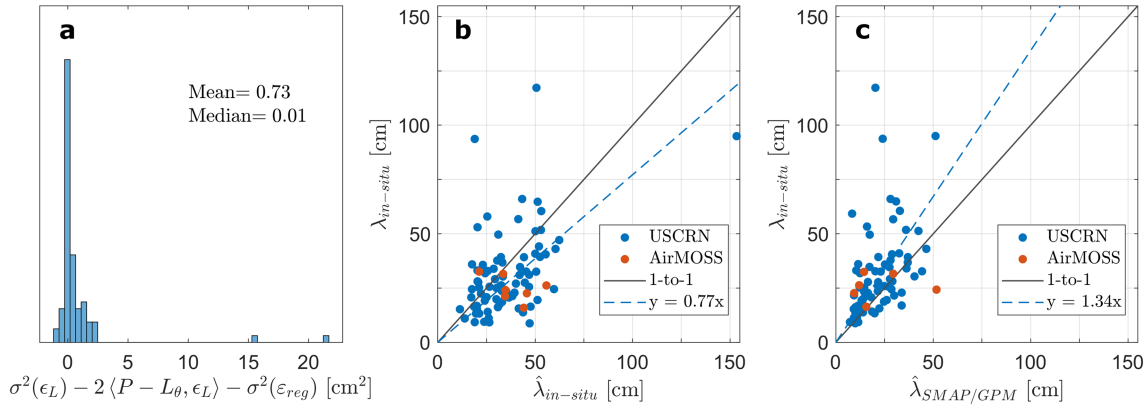 a
Mean= 0.73
Median= 0.01
0 5 10 15 20
σ²(ϵ_L) − 2 ⟨P − L_θ, ϵ_L⟩ − σ²(ε_reg) [cm²]
b
150
100
50
0
λ_in−situ [cm]
USCRN
AirMOSS
1-to-1
y = 0.77x
0 50 100 150
λ̂_in−situ [cm]
c
150
100
50
0
λ_in−situ [cm]
USCRN
AirMOSS
1-to-1
y = 1.34x
0 50 100 150
λ̂_SMAP/GPM [cm]